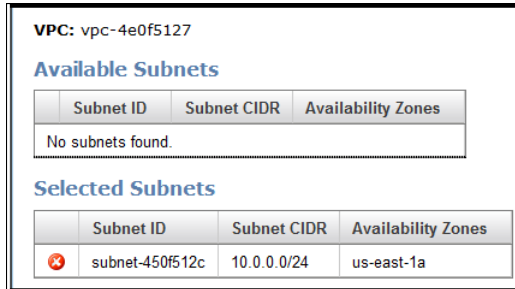 VPC: vpc-4e0f5127
Available Subnets
Subnet ID Subnet CIDR Availability Zones
No subnets found.
Selected Subnets
Subnet ID Subnet CIDR Availability Zones
subnet-450f512c 10.0.0.0/24 us-east-1a